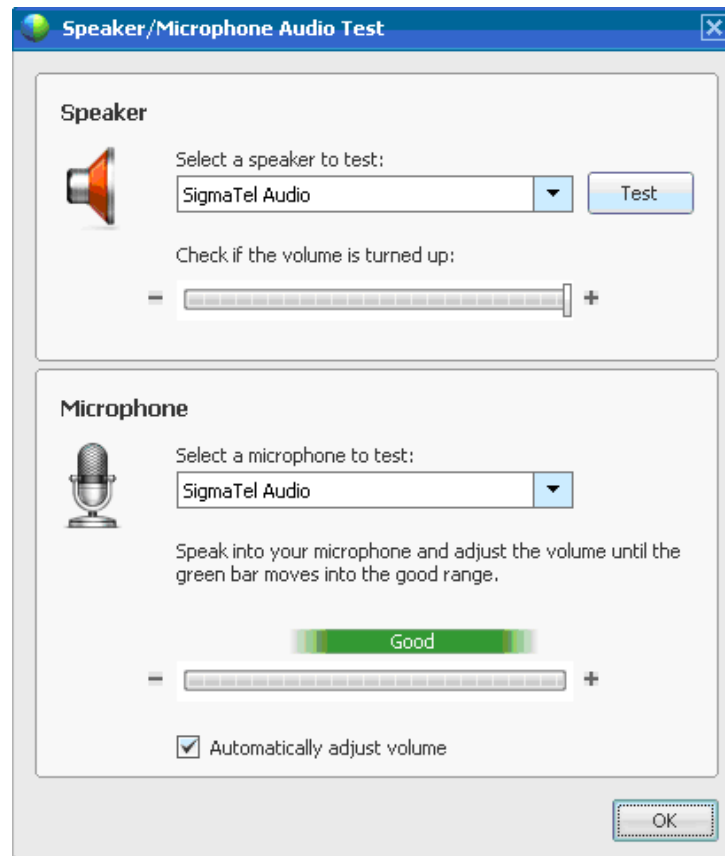 Speaker/Microphone Audio Test
Speaker
Select a speaker to test:
SigmaTel Audio
Test
Check if the volume is turned up:
- +
Microphone
Select a microphone to test:
SigmaTel Audio
Speak into your microphone and adjust the volume until the
green bar moves into the good range.
Good
- +
Automatically adjust volume
OK